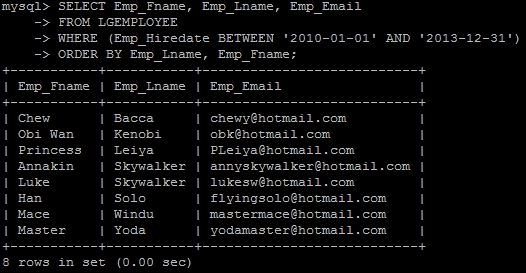 mysql> SELECT Emp_Fname, Emp_Lname, Emp_Email
    -> FROM LGEMPLOYEE
    -> WHERE (Emp_Hiredate BETWEEN '2010-01-01' AND '2013-12-31')
    -> ORDER BY Emp_Lname, Emp_Fname;
+-----------+-----------+--------------------------+
| Emp_Fname | Emp_Lname | Emp_Email                |
+-----------+-----------+--------------------------+
| Chew      | Bacca     | chewy@hotmail.com        |
| Obi Wan   | Kenobi    | obk@hotmail.com          |
| Princess  | Leiya     | PLeiya@hotmail.com       |
| Annakin   | Skywalker | annyskywalker@hotmail.com |
| Luke      | Skywalker | lukesw@hotmail.com       |
| Han       | Solo      | flyingsolo@hotmail.com   |
| Mace      | Windu     | mastermace@hotmail.com   |
| Master    | Yoda      | yodamaster@hotmail.com   |
+-----------+-----------+--------------------------+
8 rows in set (0.00 sec)